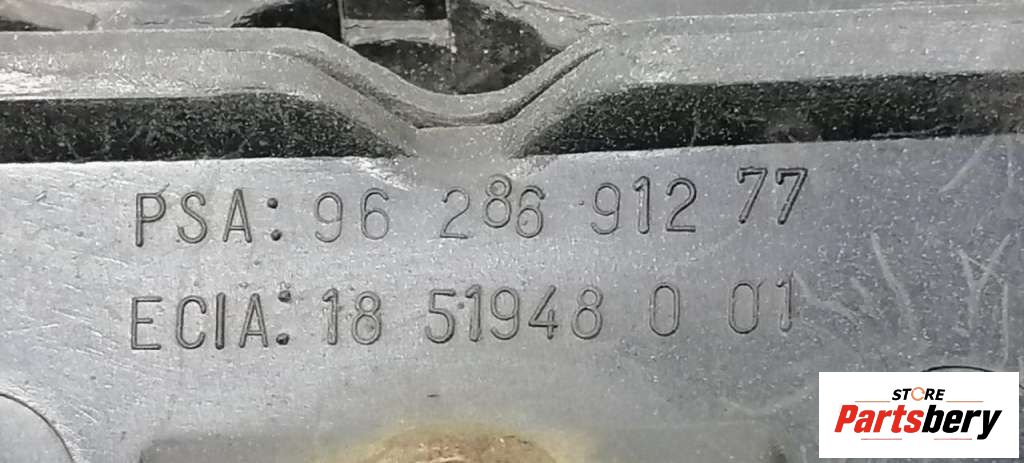 PSA: 96 286 912 77
ECIA: 18 51948 0 01
STORE
Partsbery